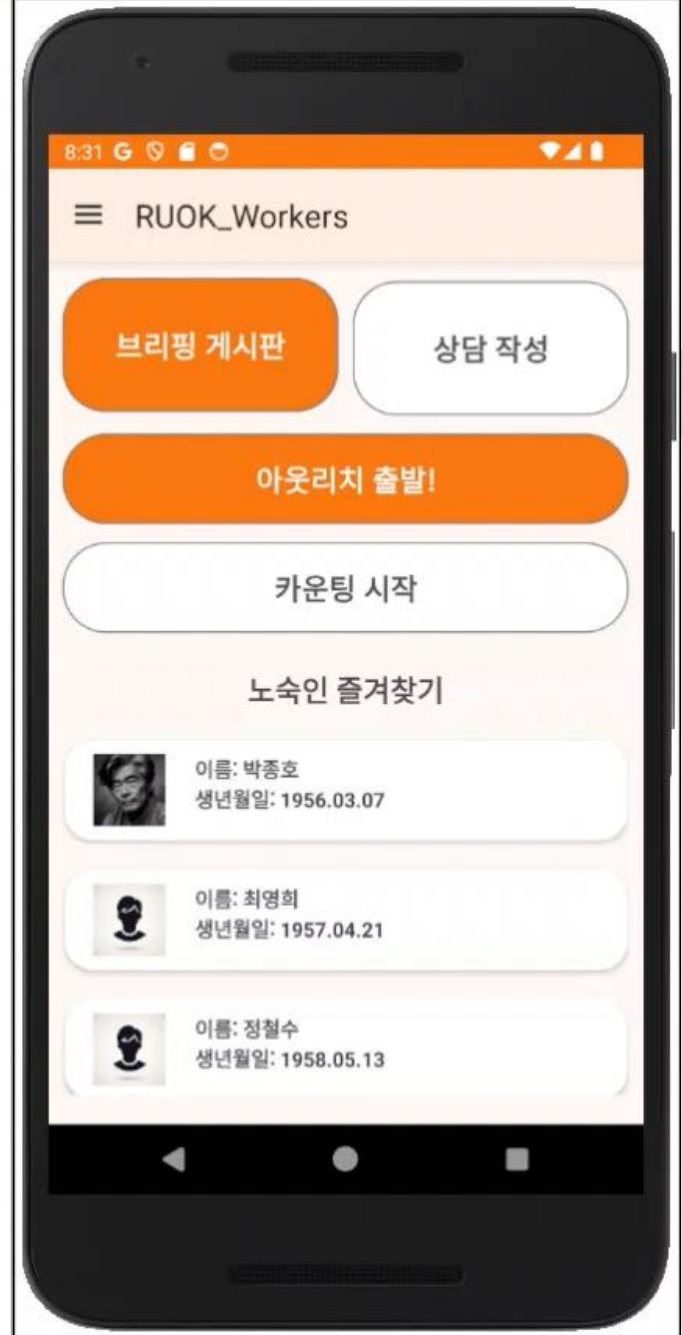 8:31 G
RUOK_Workers
브리핑 게시판
상담 작성
아웃리치 출발!
카운팅 시작
노숙인 즐겨찾기
이름: 박종호
생년월일: 1956.03.07
이름: 최영희
생년월일: 1957.04.21
이름: 정철수
생년월일: 1958.05.13